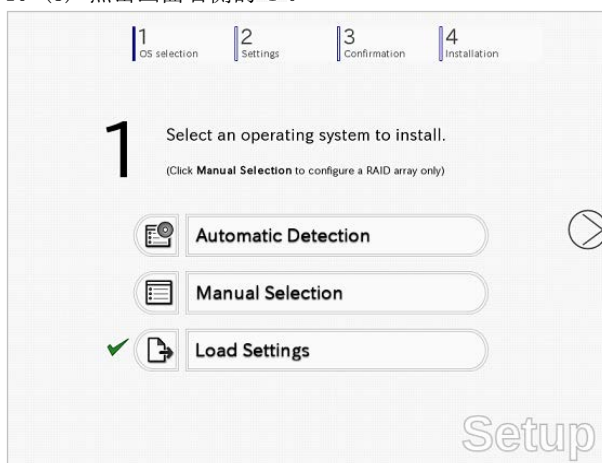 1
OS selection
2
Settings
3
Confirmation
4
Installation
1
Select an operating system to install.
(Click Manual Selection to configure a RAID array only)
Automatic Detection
Manual Selection
Load Settings
Setup